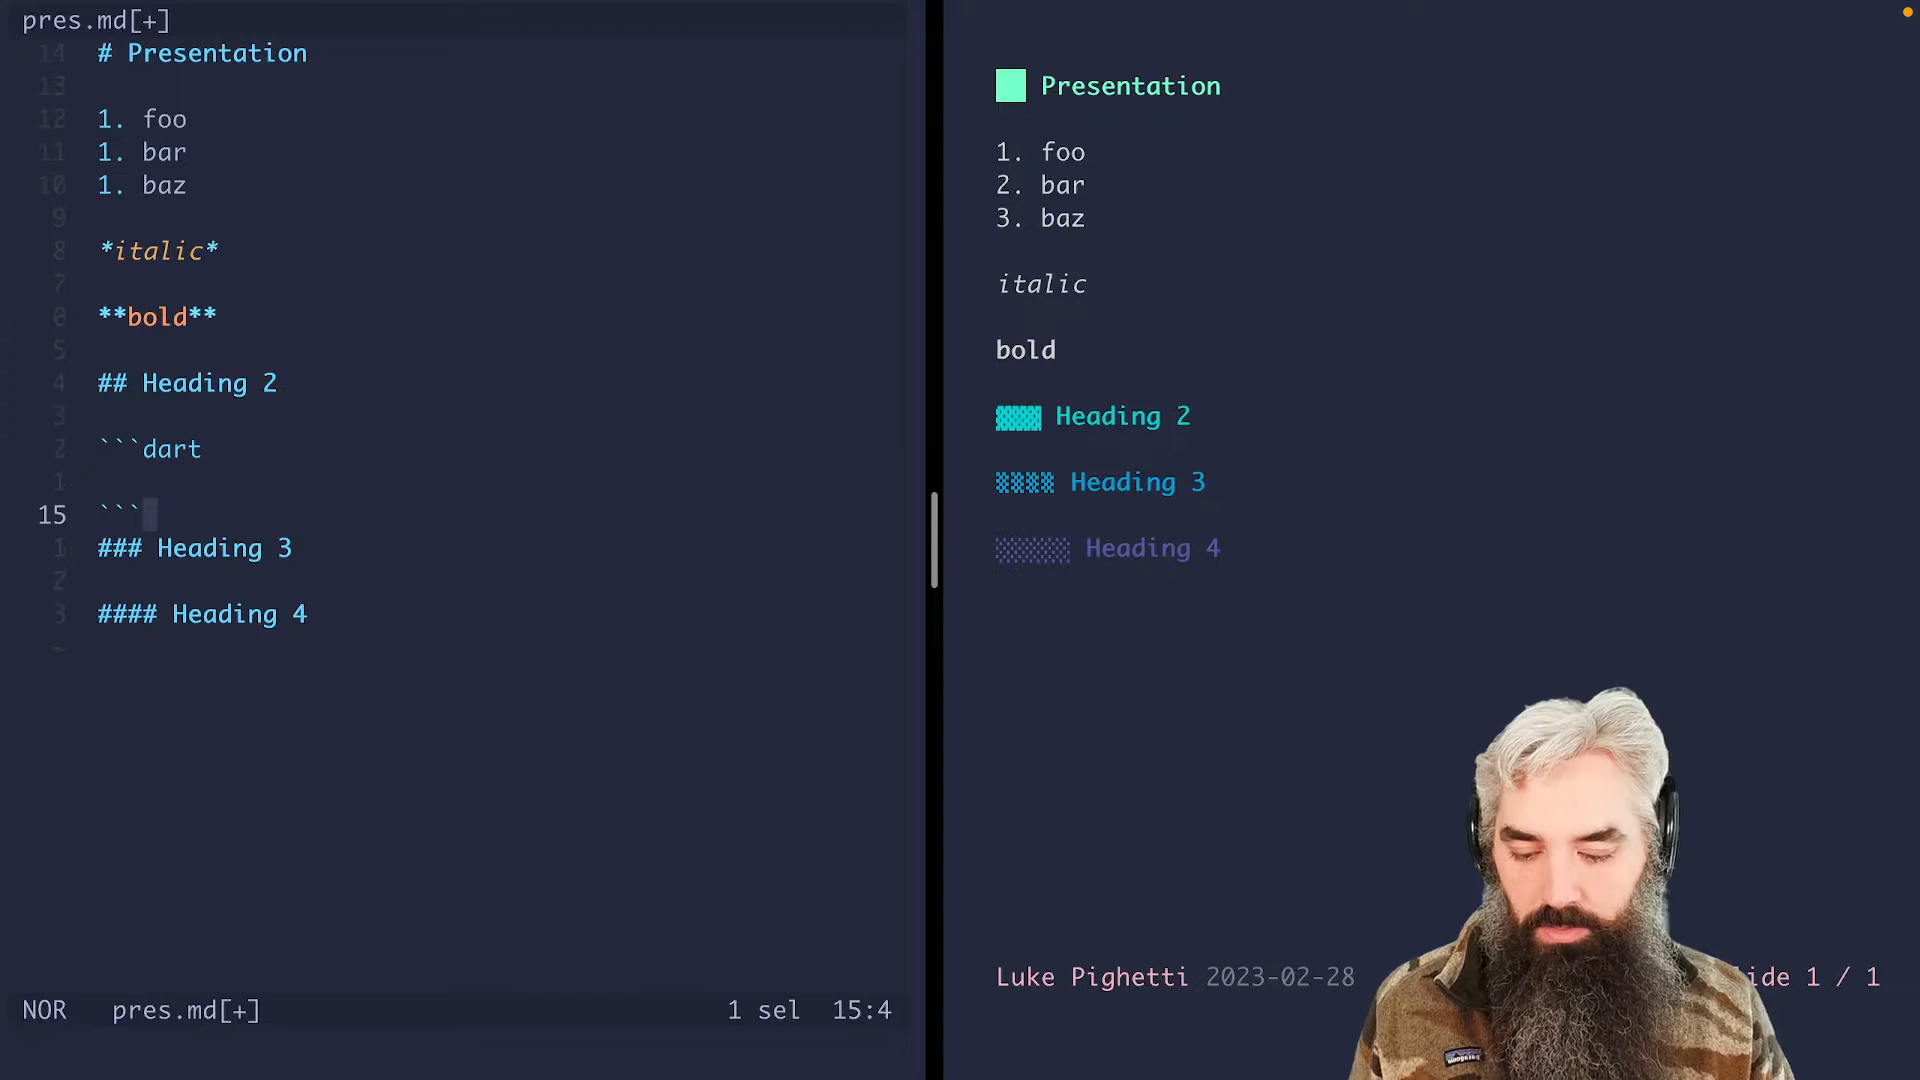 pres.md[+]
14 # Presentation
13
12 1. foo
11 1. bar
10 1. baz
9
8 *italic*
7
6 **bold**
5
4 ## Heading 2
3
2 ```dart
1
15 ```
1 ### Heading 3
2
3 #### Heading 4
~
NOR pres.md[+] 1 sel 15:4
Presentation
1. foo
2. bar
3. baz
italic
bold
Heading 2
Heading 3
Heading 4
Luke Pighetti 2023-02-28
ide 1 / 1